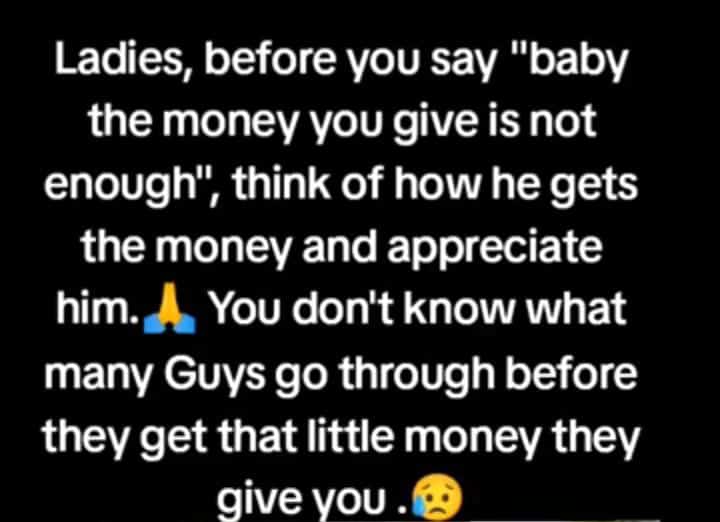 Ladies, before you say "baby
the money you give is not
enough", think of how he gets
the money and appreciate
him.🙏 You don't know what
many Guys go through before
they get that little money they
give you .😥